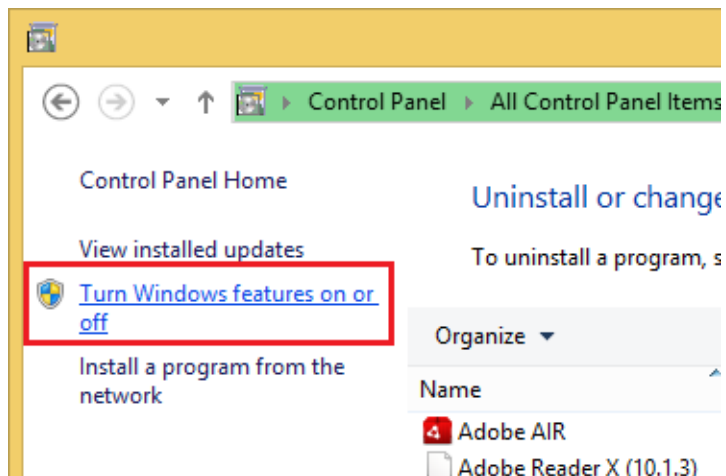 Control Panel All Control Panel Items
Control Panel Home
View installed updates
Turn Windows features on or
off
Install a program from the
network
Uninstall or change
To uninstall a program, s
Organize
Name
Adobe AIR
Adobe Reader X (10.1.3)